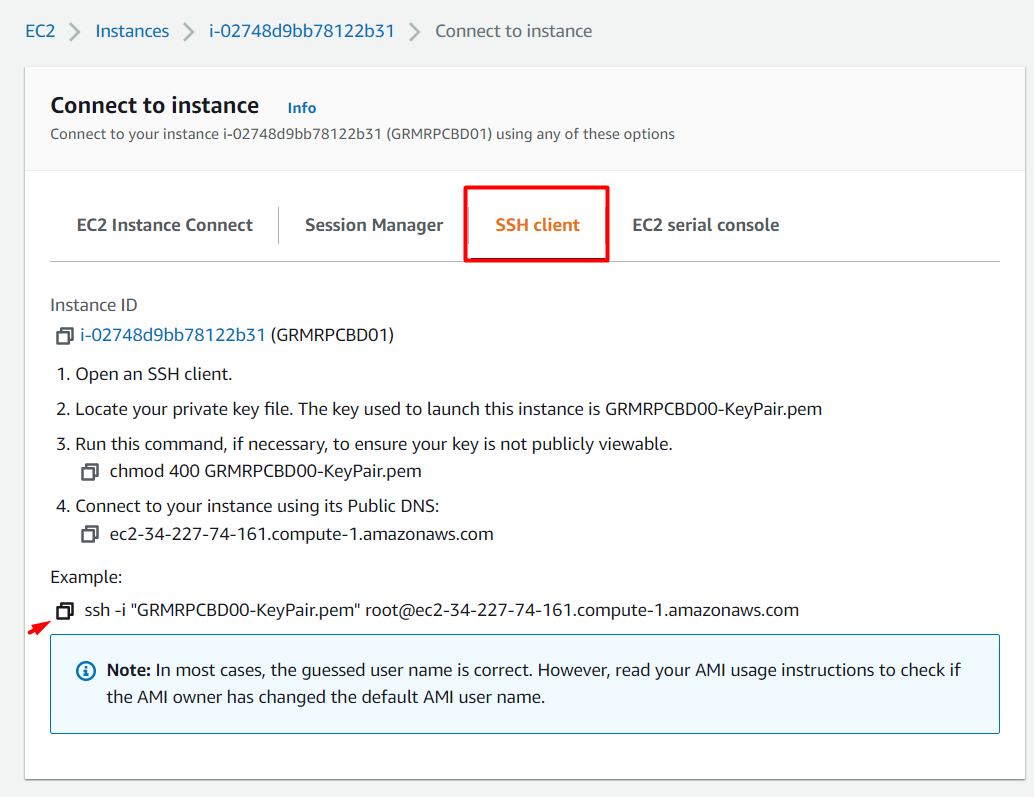 EC2 > Instances > i-02748d9bb78122b31 > Connect to instance
Connect to instance Info
Connect to your instance i-02748d9bb78122b31 (GRMRPCBD01) using any of these options
EC2 Instance Connect Session Manager SSH client EC2 serial console
Instance ID
i-02748d9bb78122b31 (GRMRPCBD01)
1. Open an SSH client.
2. Locate your private key file. The key used to launch this instance is GRMRPCBD00-KeyPair.pem
3. Run this command, if necessary, to ensure your key is not publicly viewable.
chmod 400 GRMRPCBD00-KeyPair.pem
4. Connect to your instance using its Public DNS:
ec2-34-227-74-161.compute-1.amazonaws.com
Example:
ssh -i "GRMRPCBD00-KeyPair.pem" root@ec2-34-227-74-161.compute-1.amazonaws.com
Note: In most cases, the guessed user name is correct. However, read your AMI usage instructions to check if
the AMI owner has changed the default AMI user name.